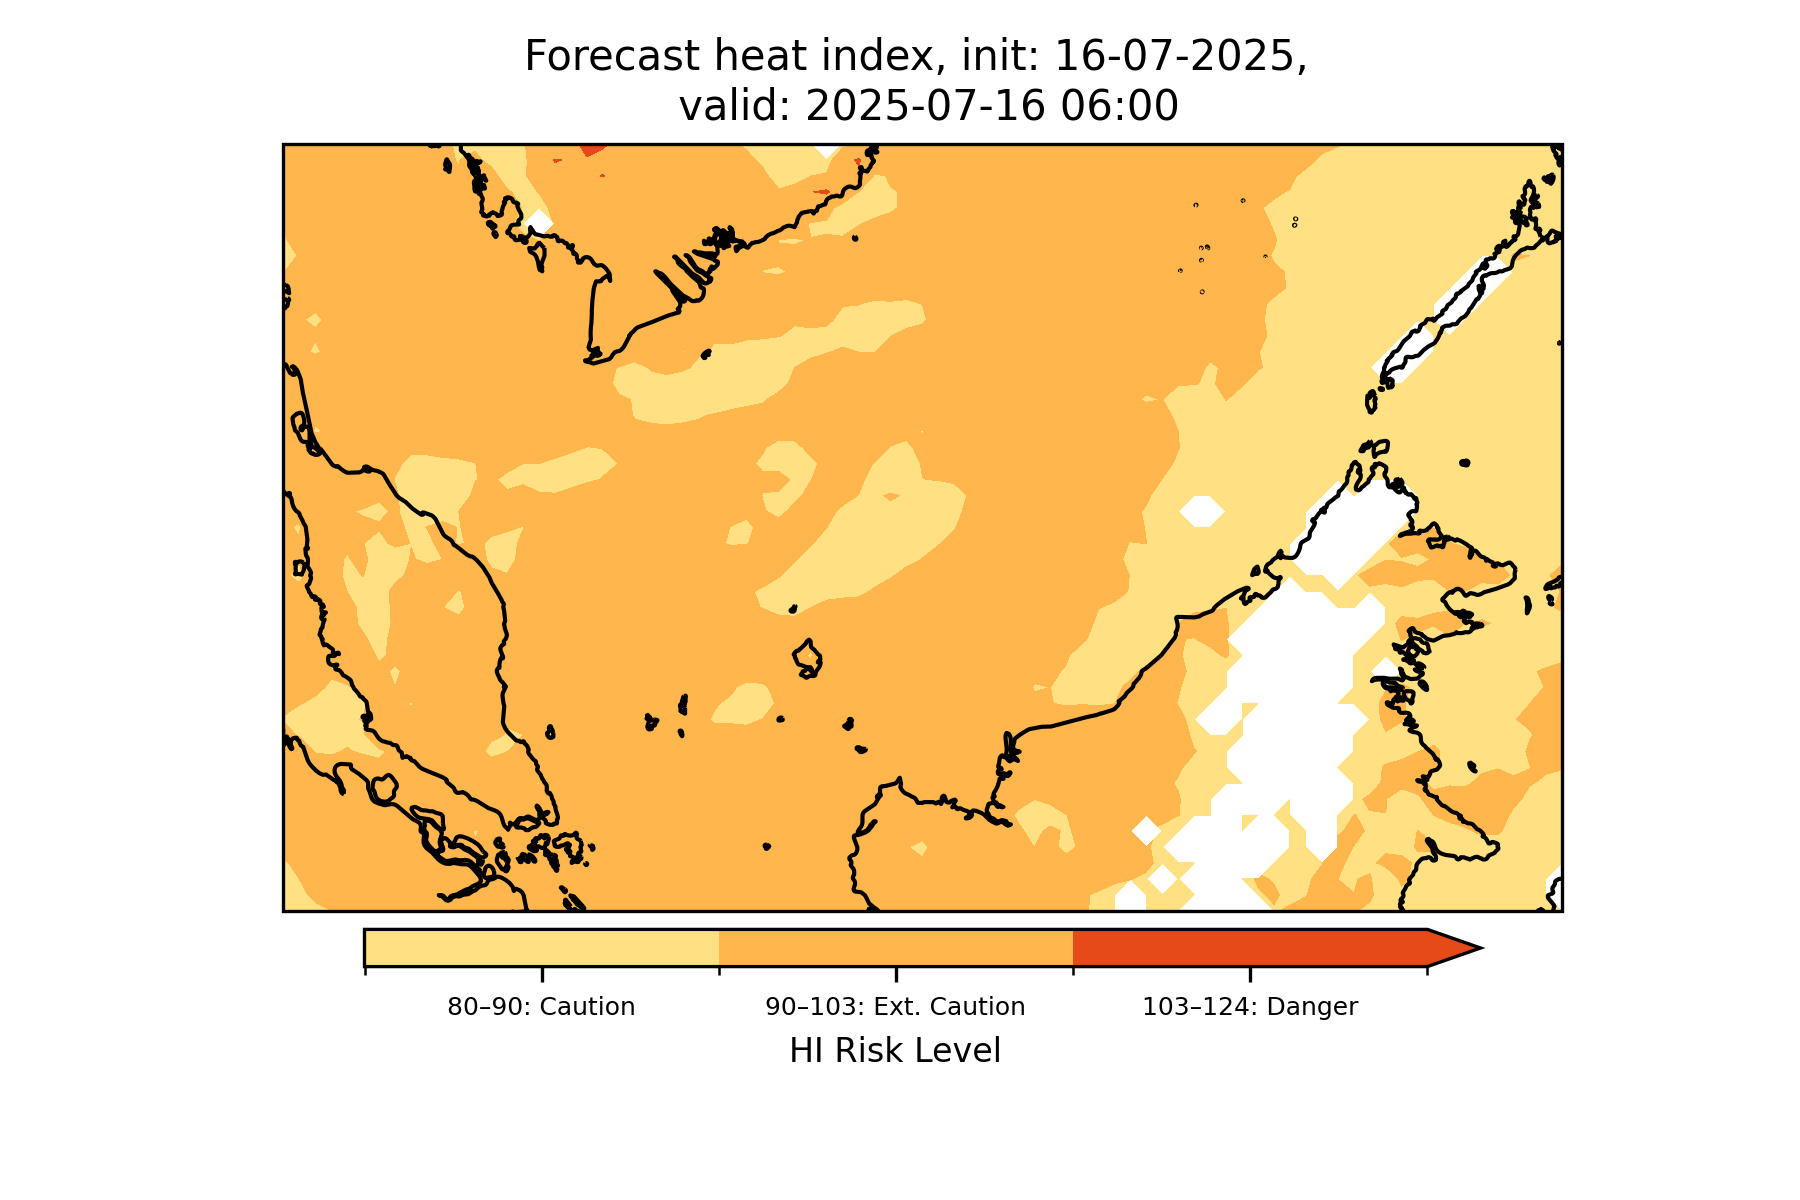 Forecast heat index, init: 16-07-2025,
valid: 2025-07-16 06:00
80–90: Caution
90–103: Ext. Caution
103–124: Danger
HI Risk Level